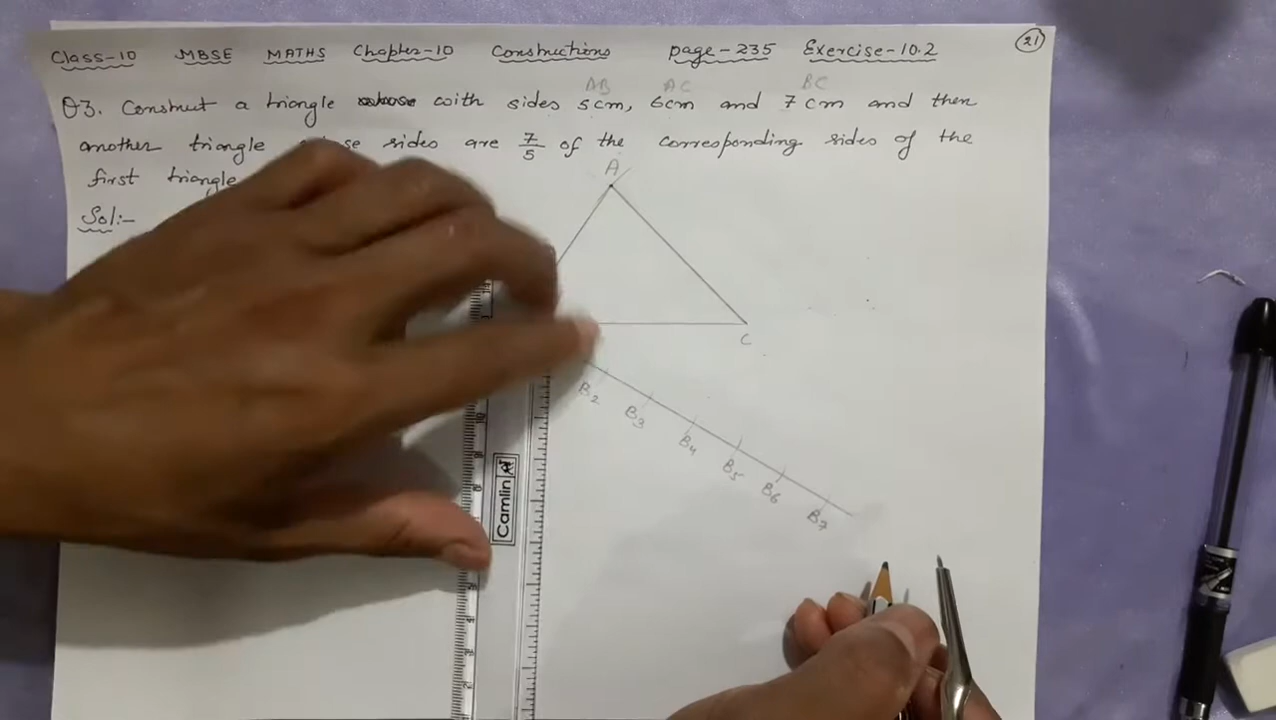 Class-10 MBSE MATHS Chapter-10 Constructions page-235 Exercise-10.2 21
AB AC BC
Q3. Construct a triangle with sides 5cm, 6cm and 7cm and then
another triangle sides are 7/5 of the corresponding sides of the
first triangle
Sol:-
A
C
B2
B3
B4
B5
B6
B7
Camlin